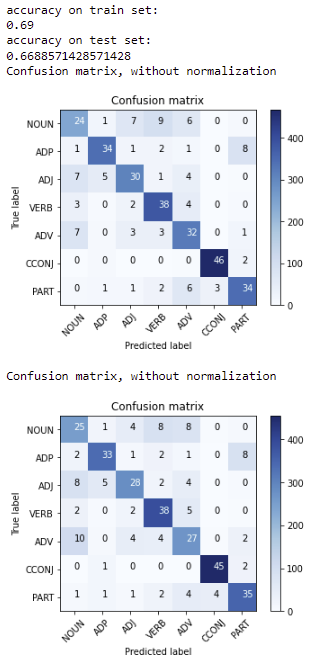 accuracy on train set:
0.69
accuracy on test set:
0.6688571428571428
Confusion matrix, without normalization
Confusion matrix
NOUN 24 1 7 9 6 0 0
ADP 1 34 1 2 1 0 8
ADJ 7 5 30 1 4 0 0
VERB 3 0 2 38 4 0 0
ADV 7 0 3 3 32 0 1
CCONJ 0 0 0 0 0 46 2
PART 0 1 1 2 6 3 34
400
300
200
100
0
True label
NOUN ADP ADJ VERB ADV CCONJ PART
Predicted label
Confusion matrix, without normalization
Confusion matrix
NOUN 25 1 4 8 8 0 0
ADP 2 33 1 2 1 0 8
ADJ 8 5 28 2 4 0 0
VERB 2 0 2 38 5 0 0
ADV 10 0 4 4 27 0 2
CCONJ 0 1 0 0 0 45 2
PART 1 1 1 2 4 4 35
400
300
200
100
0
True label
NOUN ADP ADJ VERB ADV CCONJ PART
Predicted label